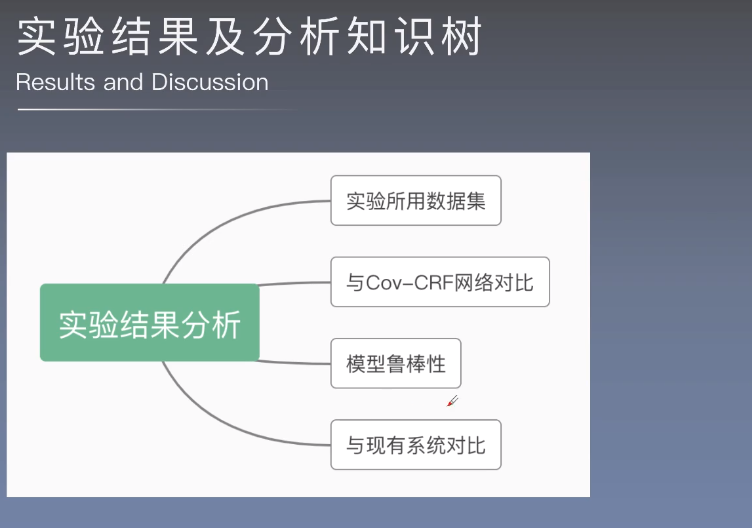 实验结果及分析知识树
Results and Discussion
实验所用数据集
与Cov-CRF网络对比
实验结果分析
模型鲁棒性
与现有系统对比